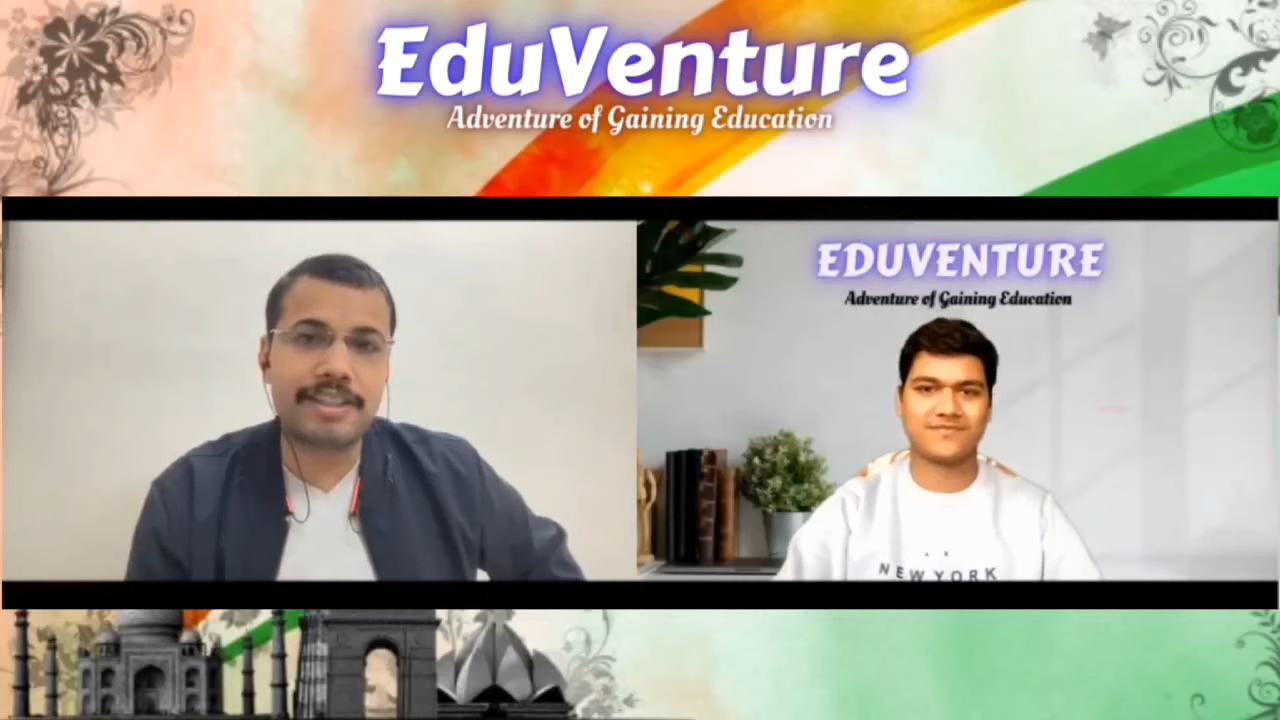 EduVenture
Adventure of Gaining Education
EDUVENTURE
Adventure of Gaining Education
NEW YORK